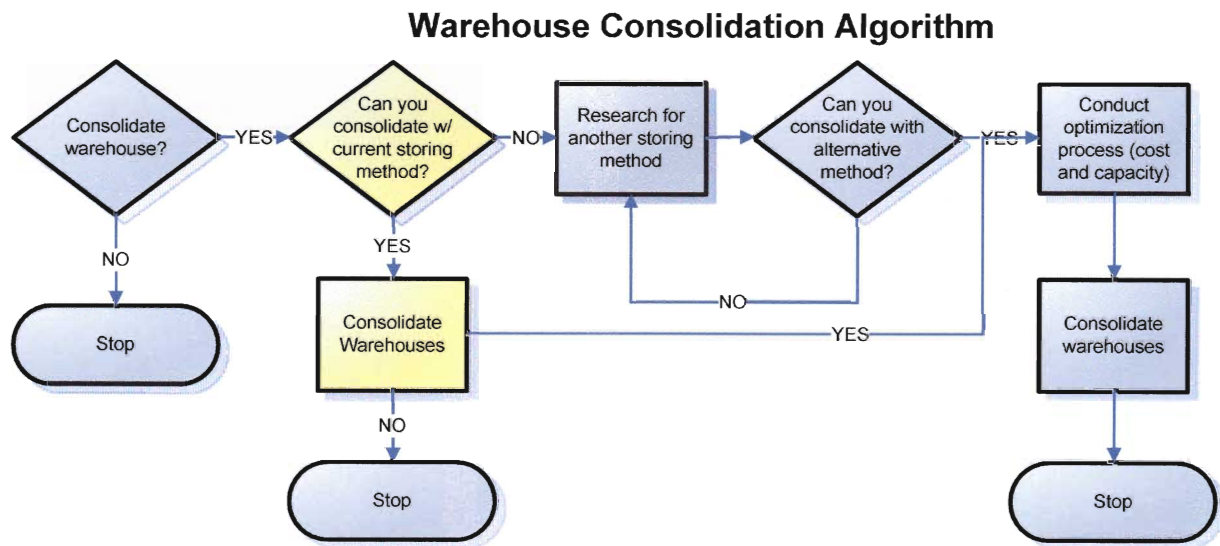 Warehouse Consolidation Algorithm
Consolidate
warehouse?
YES
NO
Stop
Can you
consolidate w/
current storing
method?
NO
YES
Consolidate
Warehouses
YES
NO
Stop
Research for
another storing
method
Can you
consolidate with
alternative
method?
NO
YES
Conduct
optimization
process (cost
and capacity)
Consolidate
warehouses
Stop